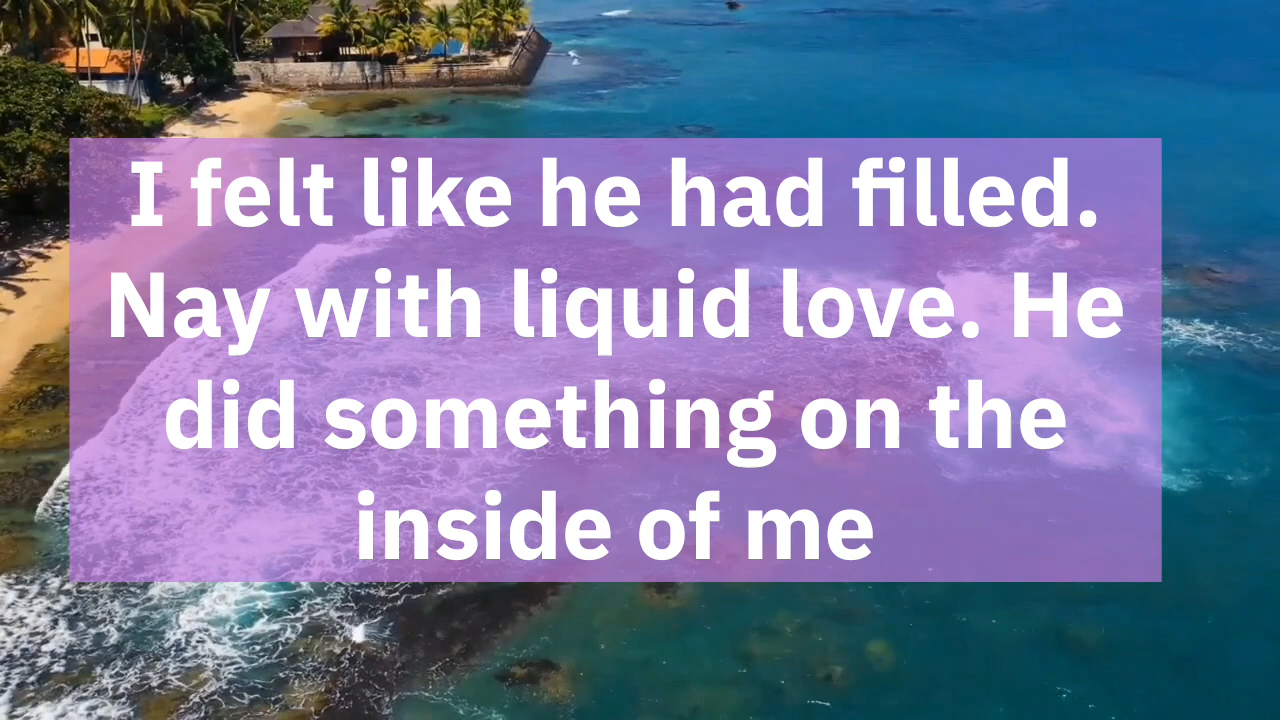 I felt like he had filled.
Nay with liquid love. He
did something on the
inside of me